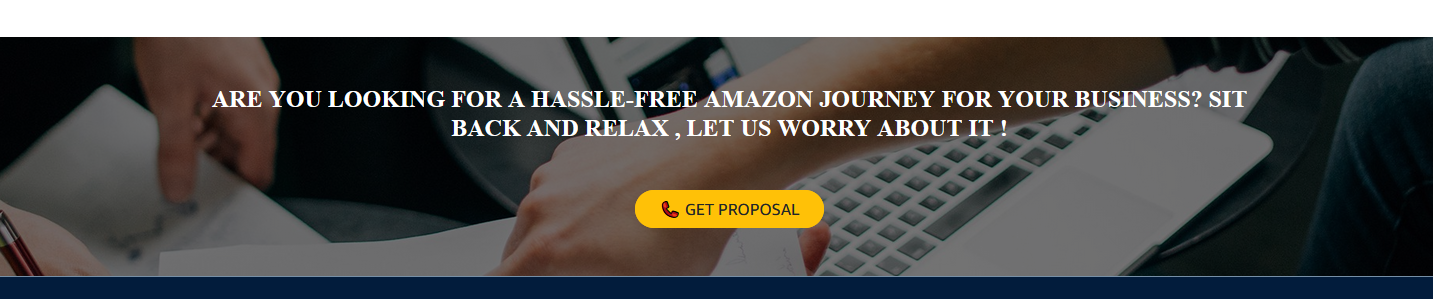 ARE YOU LOOKING FOR A HASSLE-FREE AMAZON JOURNEY FOR YOUR BUSINESS? SIT
BACK AND RELAX , LET US WORRY ABOUT IT !
GET PROPOSAL